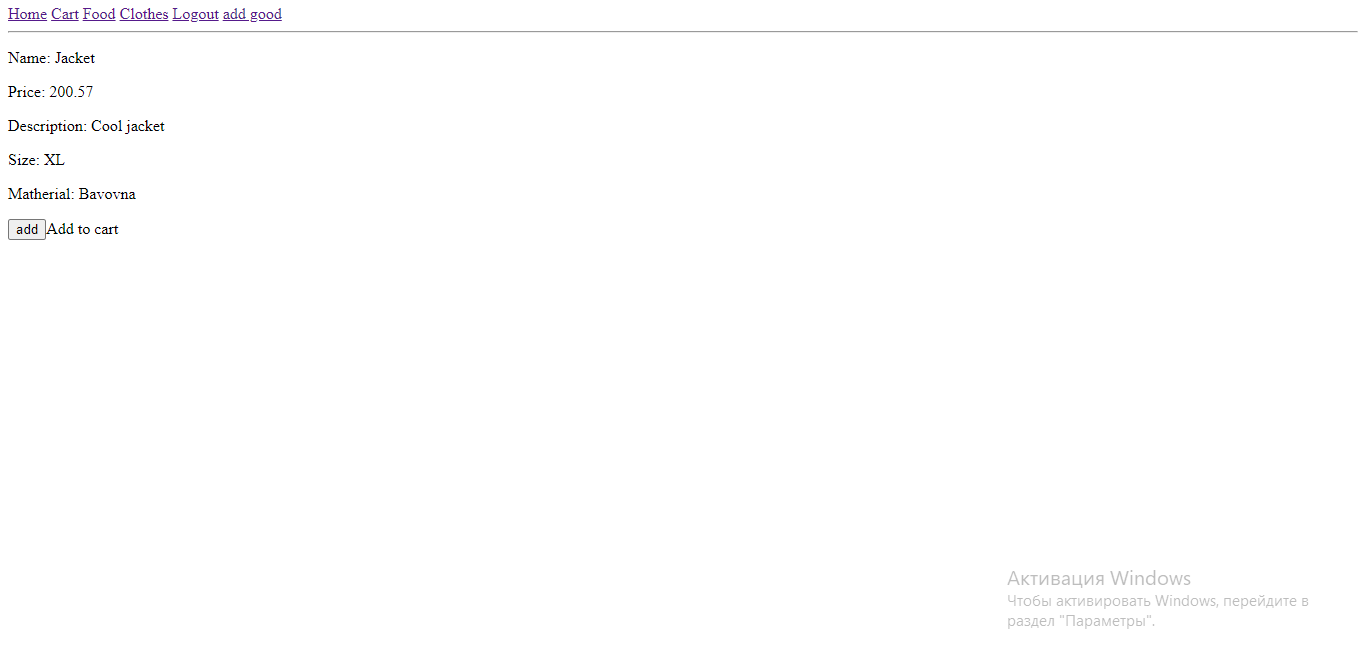 Home Cart Food Clothes Logout add good
Name: Jacket
Price: 200.57
Description: Cool jacket
Size: XL
Matherial: Bavovna
add Add to cart
Активация Windows
Чтобы активировать Windows, перейдите в
раздел "Параметры".